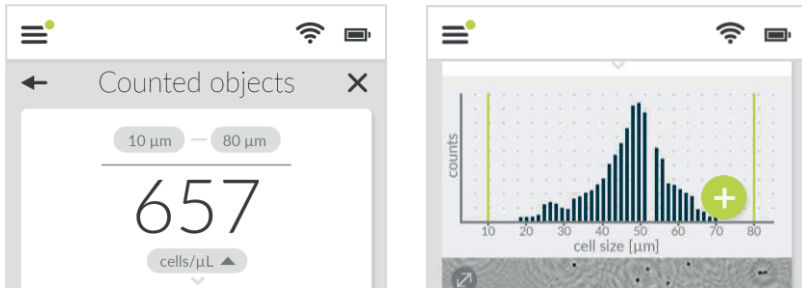 Counted objects
10 µm — 80 µm
657
cells/µL
counts
10 20 30 40 50 60 70 80
cell size [µm]